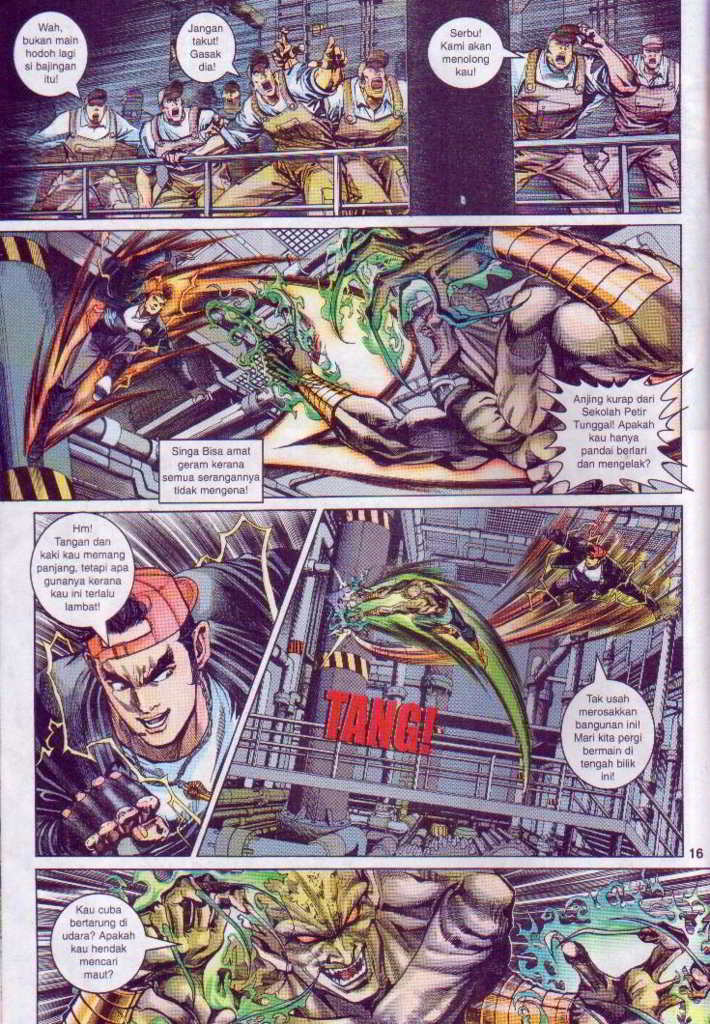 Wah,
bukan main
hodoh lagi
si bajingan
itu!
Jangan
takut!
Gasak
dia!
Serbu!
Kami akan
menolong
kau!
Anjing kurap dari
Sekolah Petir
Tunggal! Apakah
kau hanya
pandai berlari
dan mengelak?
Singa Bisa amat
geram kerana
semua serangannya
tidak mengena!
Hm!
Tangan dan
kaki kau memang
panjang, tetapi apa
gunanya kerana
kau ini terlalu
lambat!
TANG!
Tak usah
merosakkan
bangunan ini!
Mari kita pergi
bermain di
tengah bilik
ini!
16
Kau cuba
bertarung di
udara? Apakah
kau hendak
mencari
maut?